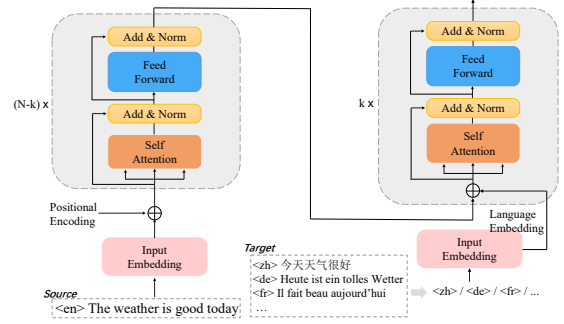 Add & Norm
Feed
Forward
(N-k) x
Add & Norm
Self
Attention
Positional
Encoding
Input
Embedding
Source
<en> The weather is good today
Add & Norm
Feed
Forward
k x
Add & Norm
Self
Attention
Language
Embedding
Input
Embedding
Target
<zh> 今天天气很好
<de> Heute ist ein tolles Wetter
<fr> Il fait beau aujourd'hui
…
<zh> / <de> / <fr> / ...